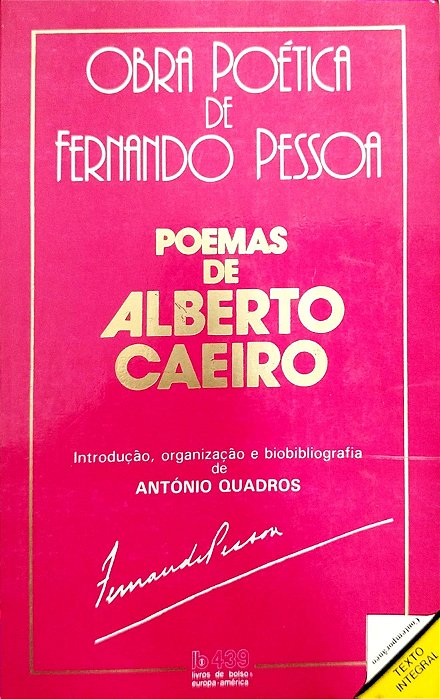 OBRA POÉTICA
DE
FERNANDO PESSOA
POEMAS
DE
ALBERTO
CAEIRO
Introdução, organização e biobibliografia
de
ANTÓNIO QUADROS
Fernando Pessoa
lb 439
livros de bolso
europa-américa
Contemporânea
TEXTO
INTEGRAL